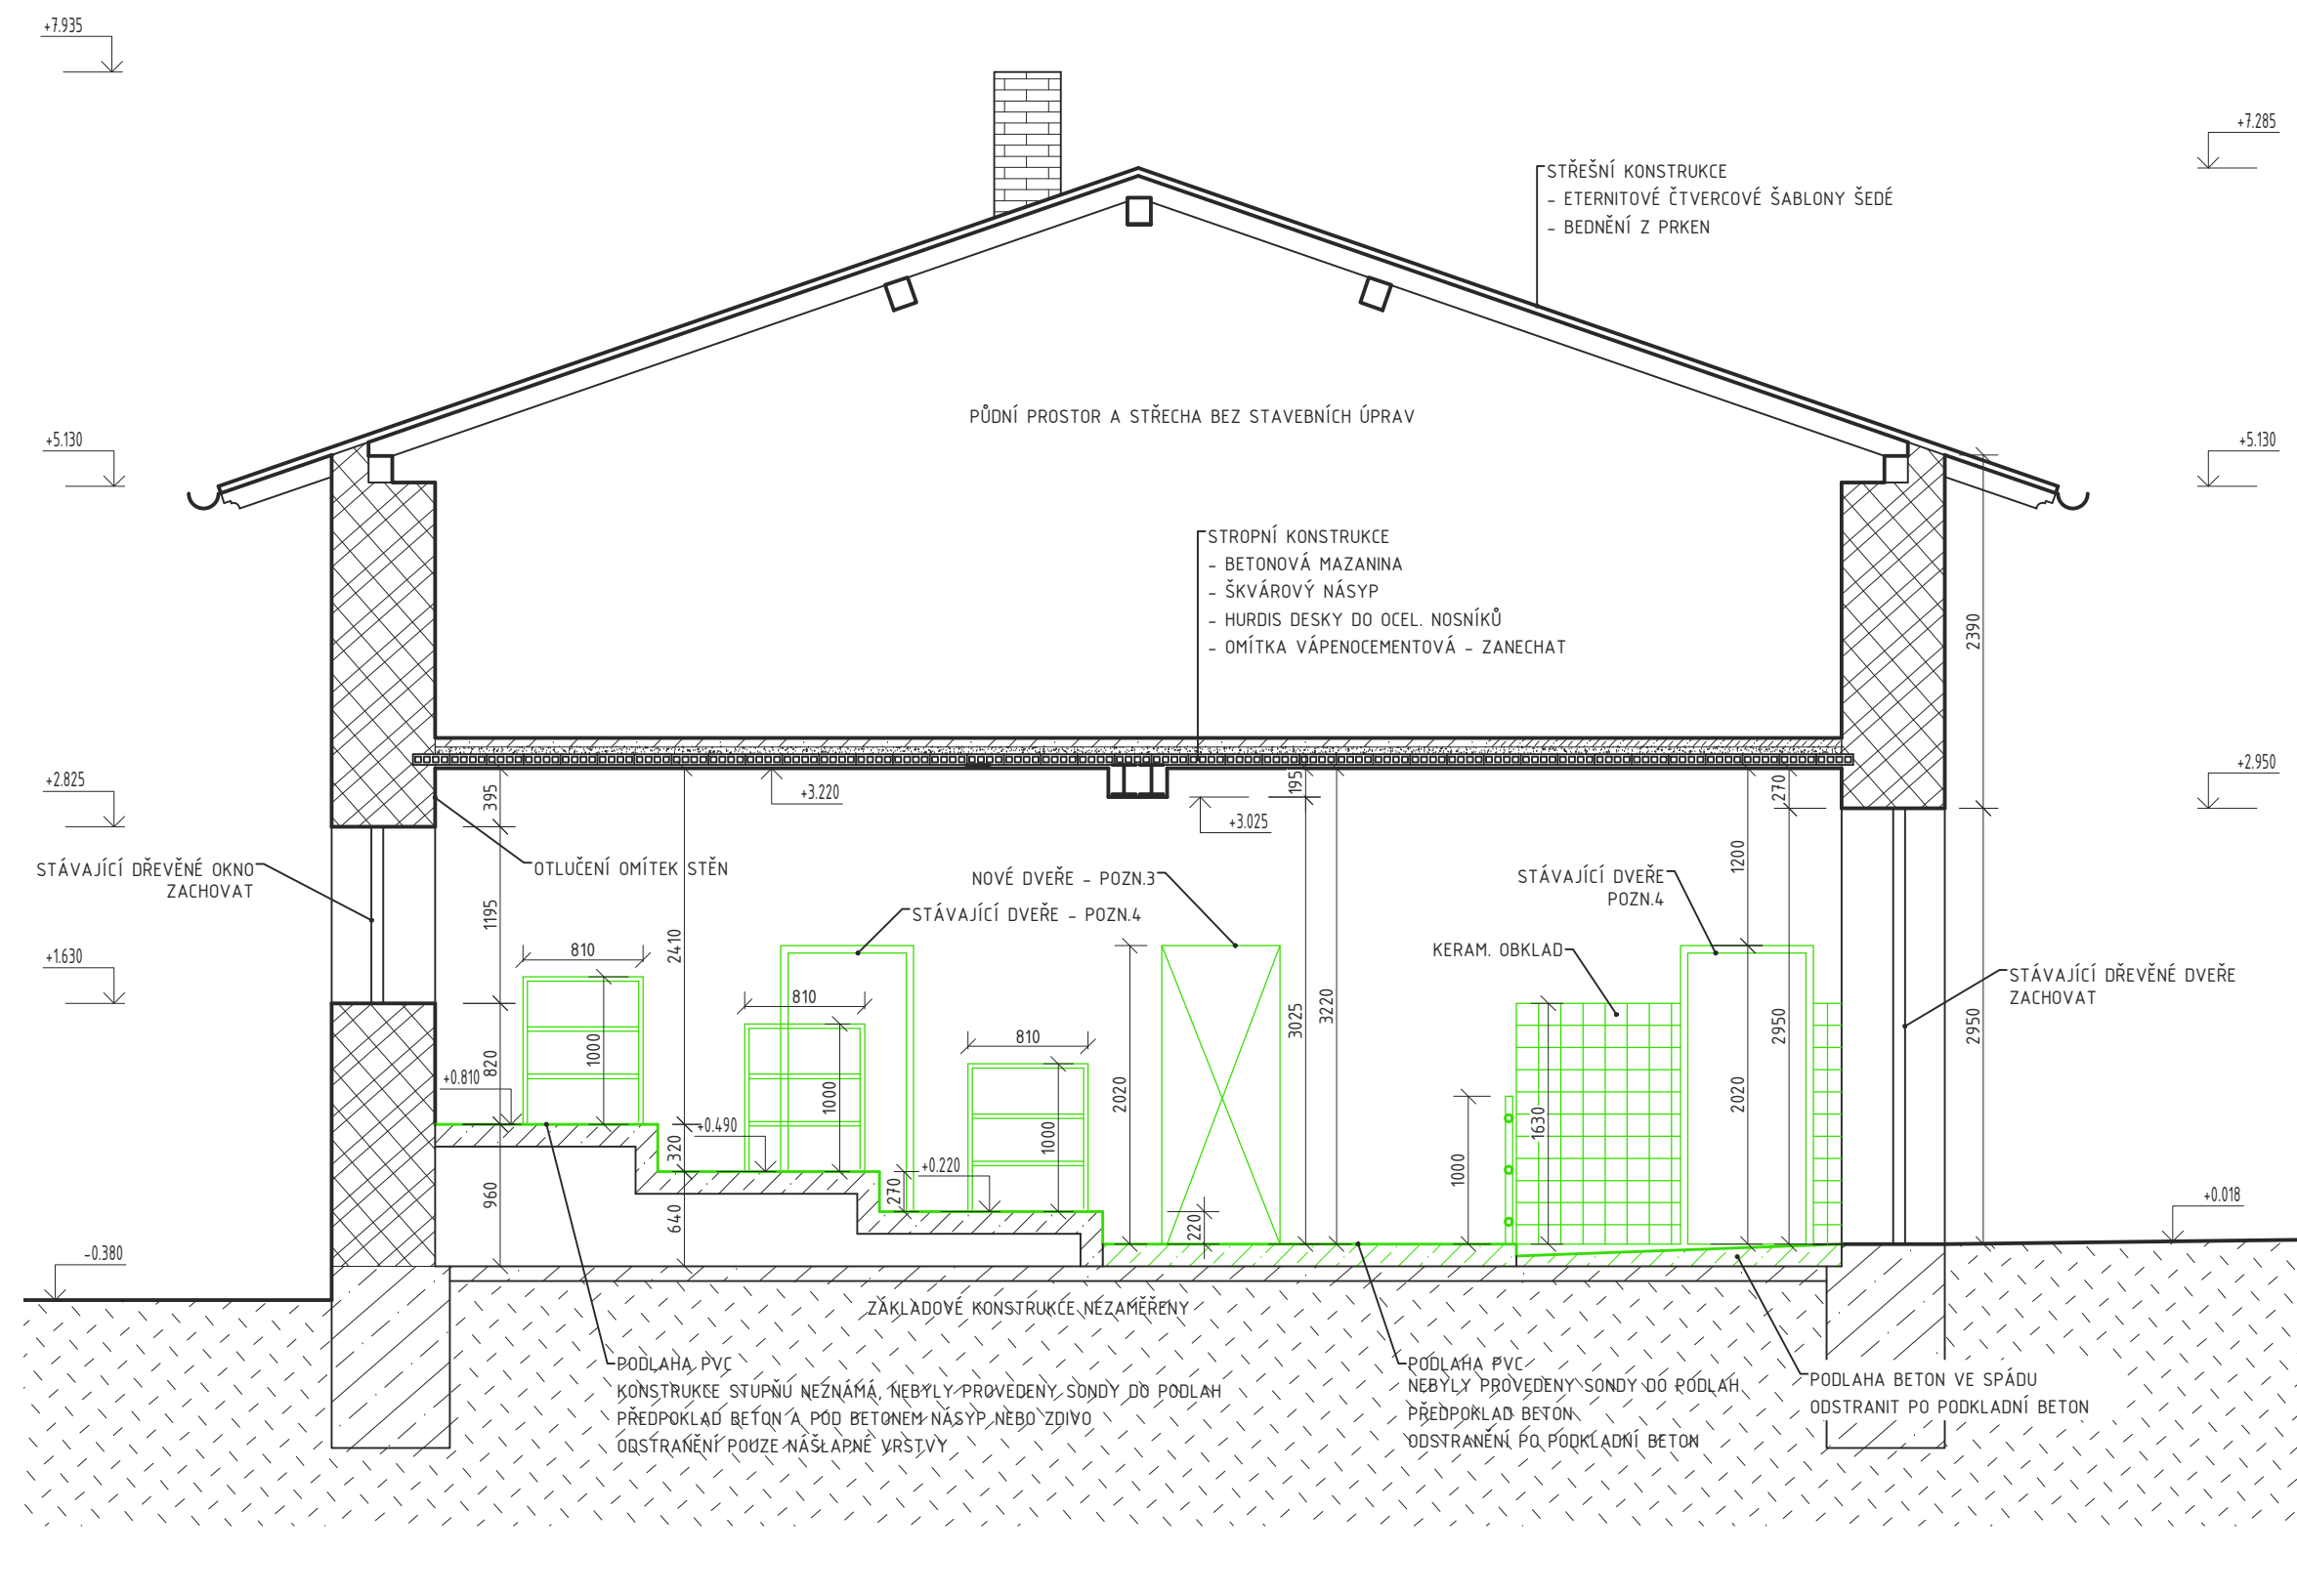 +7.935
+7.285
STŘEŠNÍ KONSTRUKCE
- ETERNITOVÉ ČTVERCOVÉ ŠABLONY ŠEDÉ
- BEDNĚNÍ Z PRKEN
PŮDNÍ PROSTOR A STŘECHA BEZ STAVEBNÍCH ÚPRAV
+5.130
+5.130
STROPNÍ KONSTRUKCE
- BETONOVÁ MAZANINA
- ŠKVÁROVÝ NÁSYP
- HURDIS DESKY DO OCEL. NOSNÍKŮ
- OMÍTKA VÁPENOCEMENTOVÁ - ZANECHAT
2390
+2.825
+2.950
395
+3.220
195
270
+3.025
STÁVAJÍCÍ DŘEVĚNÉ OKNO
ZACHOVAT
OTLUČENÍ OMÍTEK STĚN
NOVÉ DVEŘE - POZN.3
STÁVAJÍCÍ DVEŘE - POZN.4
STÁVAJÍCÍ DVEŘE
POZN.4
1200
1195
2410
810
KERAM. OBKLAD
+1.630
STÁVAJÍCÍ DŘEVĚNÉ DVEŘE
ZACHOVAT
810
3025
3220
2950
2950
810
820
1000
+0.810
1000
1000
2020
1630
2020
1000
+0.490
320
+0.220
270
960
640
220
+0.018
-0.380
ZÁKLADOVÉ KONSTRUKCE NEZAMĚŘENY
PODLAHA PVC
KONSTRUKCE STUPŇU NEZNÁMÁ, NEBYLY PROVEDENY SONDY DO PODLAH
PŘEDPOKLAD BETON A POD BETONEM NÁSYP NEBO ZDIVO
ODSTRANĚNÍ POUZE NÁŠLAPNÉ VRSTVY
PODLAHA PVC
NEBYLY PROVEDENY SONDY DO PODLAH
PŘEDPOKLAD BETON
ODSTRANĚNÍ PO PODKLADNÍ BETON
PODLAHA BETON VE SPÁDU
ODSTRANIT PO PODKLADNÍ BETON